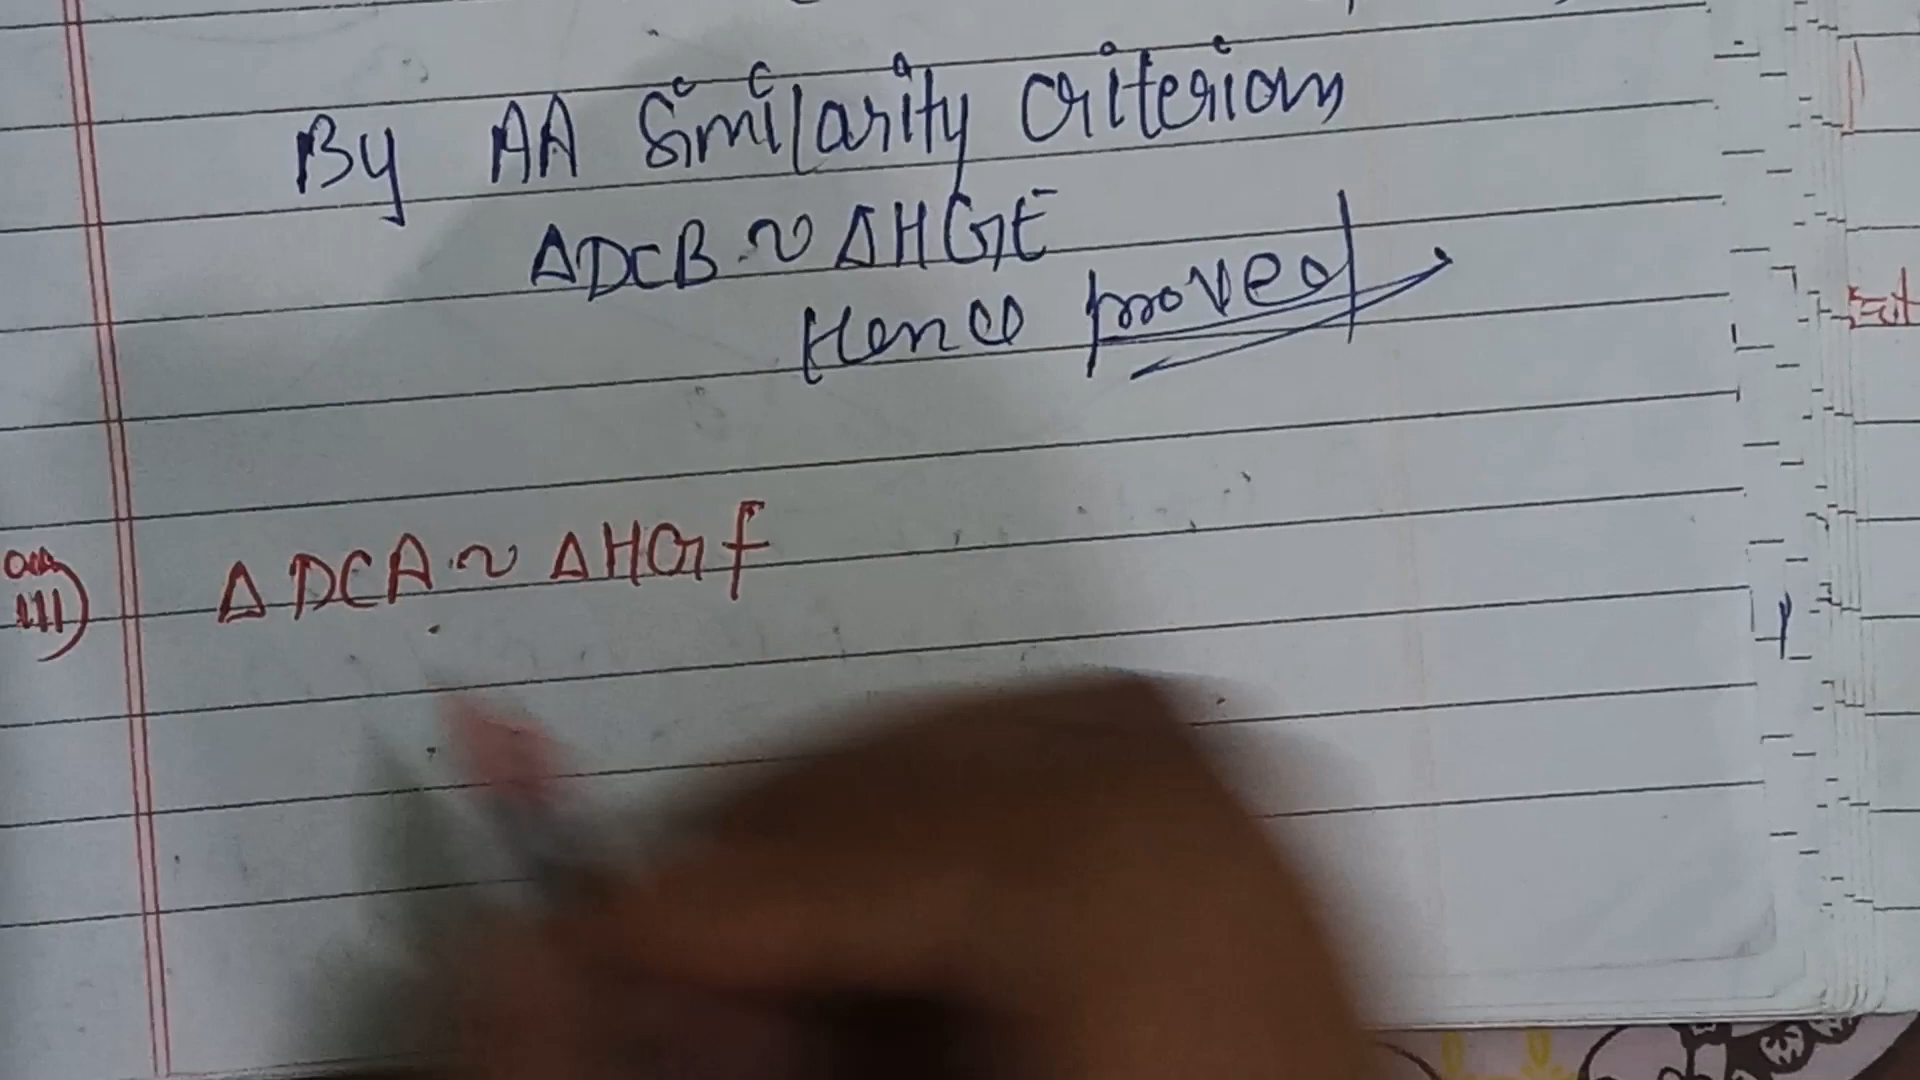 By AA Similarity Criterion
ΔDCB ~ ΔHGE
Hence proved
III) ΔDCA ~ ΔHGF